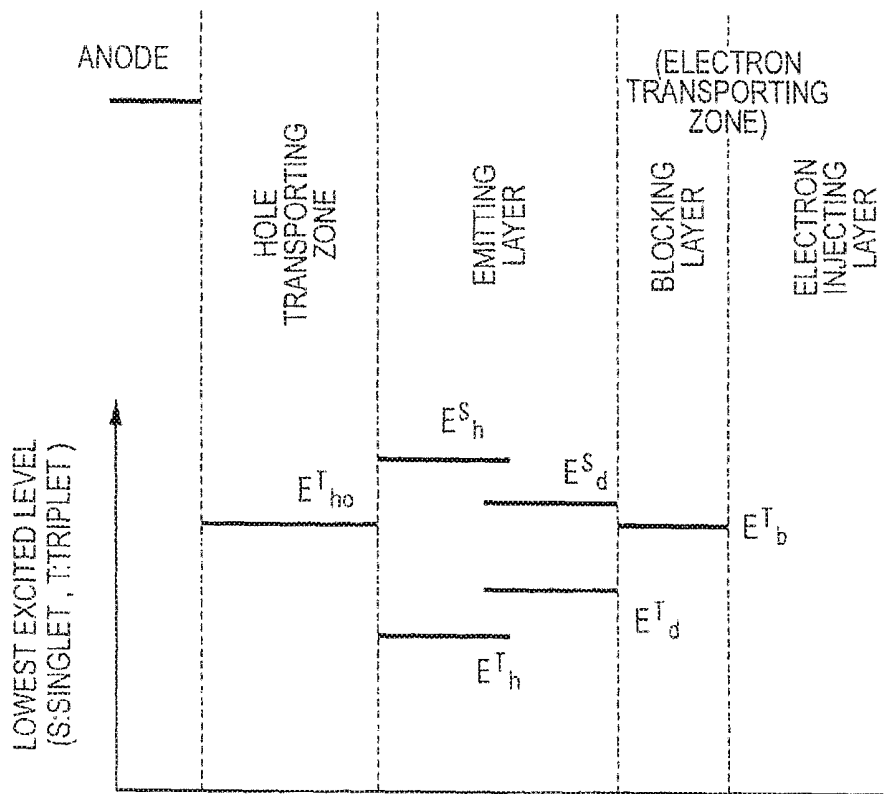 ANODE
(ELECTRON
TRANSPORTING
ZONE)
HOLE
TRANSPORTING
ZONE
EMITTING
LAYER
BLOCKING
LAYER
ELECTRON
INJECTING
LAYER
E^S_h
E^S_d
E^T_ho
E^T_b
E^T_d
E^T_h
LOWEST EXCITED LEVEL
(S:SINGLET, T:TRIPLET)